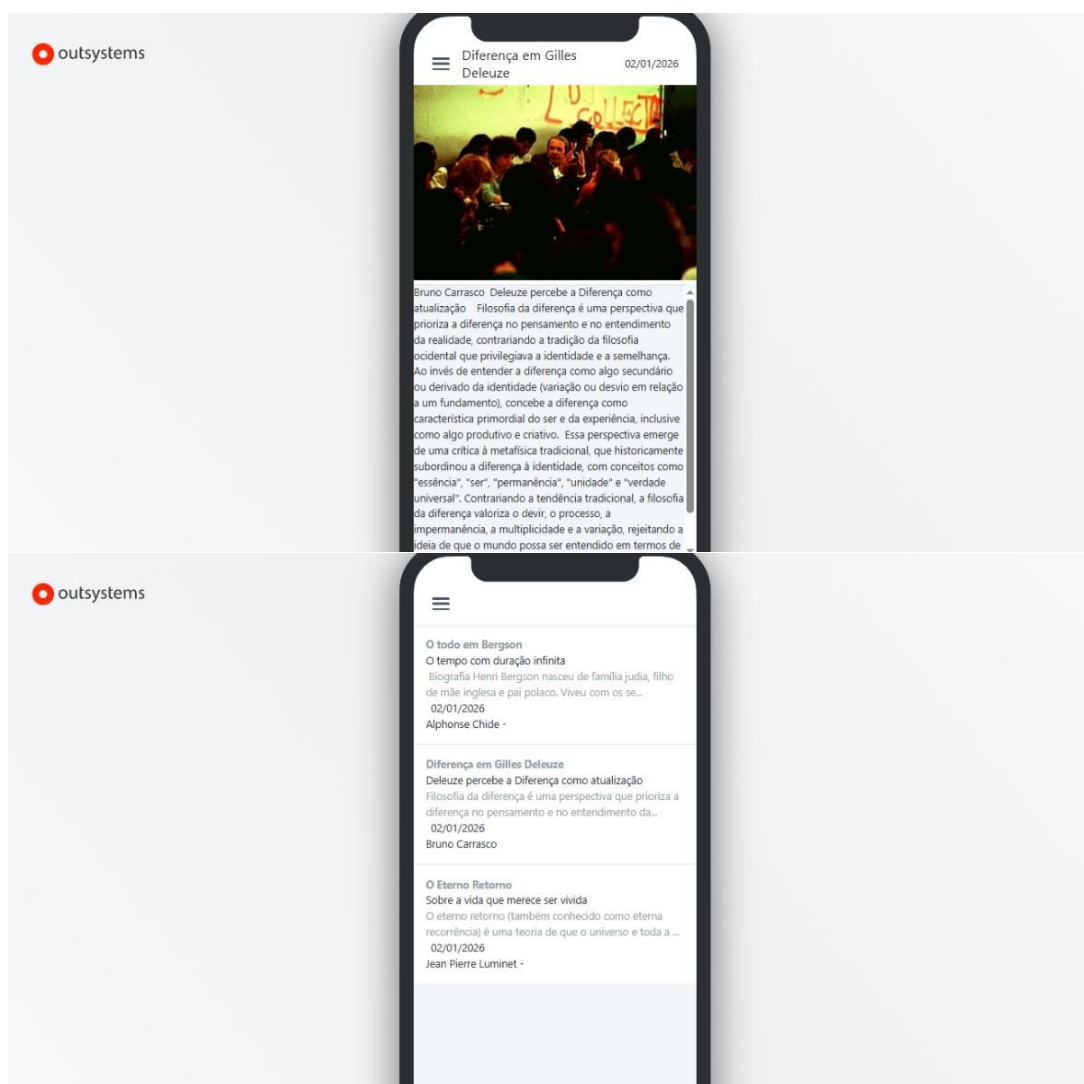 outsystems
Diferença em Gilles
Deleuze
02/01/2026
COLLECTI
Bruno Carrasco  Deleuze percebe a Diferença como
atualização    Filosofia da diferença é uma perspectiva que
prioriza a diferença no pensamento e no entendimento
da realidade, contrariando a tradição da filosofia
ocidental que privilegiava a identidade e a semelhança.
Ao invés de entender a diferença como algo secundário
ou derivado da identidade (variação ou desvio em relação
a um fundamento), concebe a diferença como
característica primordial do ser e da experiência, inclusive
como algo produtivo e criativo.  Essa perspectiva emerge
de uma crítica à metafísica tradicional, que historicamente
subordinou a diferença à identidade, com conceitos como
"essência", "ser", "permanência", "unidade" e "verdade
universal". Contrariando a tendência tradicional, a filosofia
da diferença valoriza o devir, o processo, a
impermanência, a multiplicidade e a variação, rejeitando a
ideia de que o mundo possa ser entendido em termos de
outsystems
O todo em Bergson
O tempo com duração infinita
Biografia Henri Bergson nasceu de família judia, filho
de mãe inglesa e pai polaco. Viveu com os se...
02/01/2026
Alphonse Chide -
Diferença em Gilles Deleuze
Deleuze percebe a Diferença como atualização
Filosofia da diferença é uma perspectiva que prioriza a
diferença no pensamento e no entendimento da...
02/01/2026
Bruno Carrasco
O Eterno Retorno
Sobre a vida que merece ser vivida
O eterno retorno (também conhecido como eterna
recorrência) é uma teoria de que o universo e toda a ...
02/01/2026
Jean Pierre Luminet -